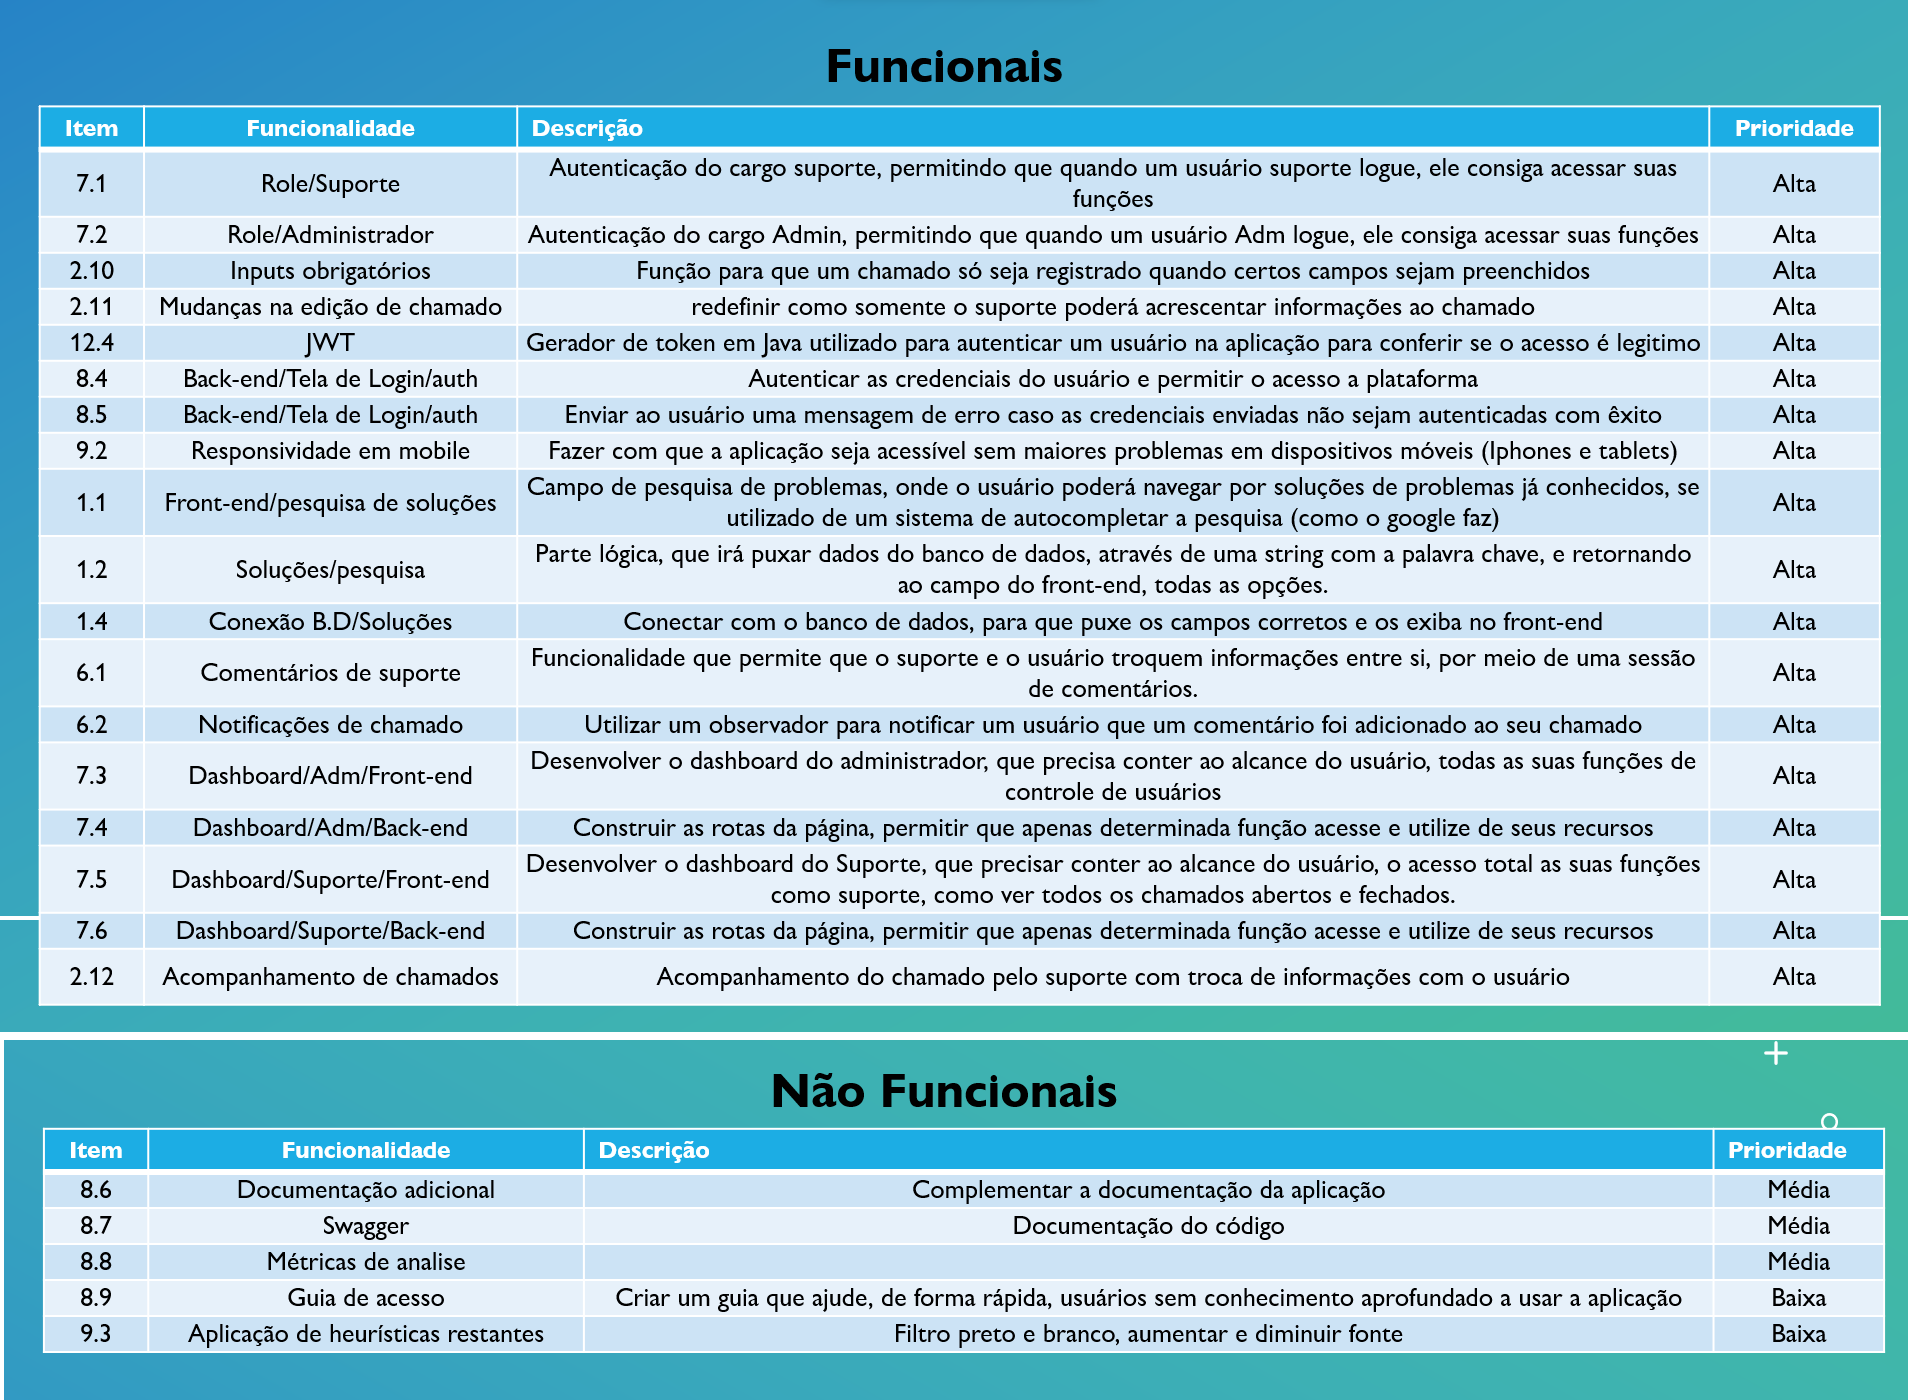 Funcionais
Item Funcionalidade Descrição Prioridade
7.1 Role/Suporte Autenticação do cargo suporte, permitindo que quando um usuário suporte logue, ele consiga acessar suas
funções Alta
7.2 Role/Administrador Autenticação do cargo Admin, permitindo que quando um usuário Adm logue, ele consiga acessar suas funções Alta
2.10 Inputs obrigatórios Função para que um chamado só seja registrado quando certos campos sejam preenchidos Alta
2.11 Mudanças na edição de chamado redefinir como somente o suporte poderá acrescentar informações ao chamado Alta
12.4 JWT Gerador de token em Java utilizado para autenticar um usuário na aplicação para conferir se o acesso é legitimo Alta
8.4 Back-end/Tela de Login/auth Autenticar as credenciais do usuário e permitir o acesso a plataforma Alta
8.5 Back-end/Tela de Login/auth Enviar ao usuário uma mensagem de erro caso as credenciais enviadas não sejam autenticadas com êxito Alta
9.2 Responsividade em mobile Fazer com que a aplicação seja acessível sem maiores problemas em dispositivos móveis (Iphones e tablets) Alta
1.1 Front-end/pesquisa de soluções Campo de pesquisa de problemas, onde o usuário poderá navegar por soluções de problemas já conhecidos, se
utilizado de um sistema de autocompletar a pesquisa (como o google faz) Alta
1.2 Soluções/pesquisa Parte lógica, que irá puxar dados do banco de dados, através de uma string com a palavra chave, e retornando
ao campo do front-end, todas as opções. Alta
1.4 Conexão B.D/Soluções Conectar com o banco de dados, para que puxe os campos corretos e os exiba no front-end Alta
6.1 Comentários de suporte Funcionalidade que permite que o suporte e o usuário troquem informações entre si, por meio de uma sessão
de comentários. Alta
6.2 Notificações de chamado Utilizar um observador para notificar um usuário que um comentário foi adicionado ao seu chamado Alta
7.3 Dashboard/Adm/Front-end Desenvolver o dashboard do administrador, que precisa conter ao alcance do usuário, todas as suas funções de
controle de usuários Alta
7.4 Dashboard/Adm/Back-end Construir as rotas da página, permitir que apenas determinada função acesse e utilize de seus recursos Alta
7.5 Dashboard/Suporte/Front-end Desenvolver o dashboard do Suporte, que precisar conter ao alcance do usuário, o acesso total as suas funções
como suporte, como ver todos os chamados abertos e fechados. Alta
7.6 Dashboard/Suporte/Back-end Construir as rotas da página, permitir que apenas determinada função acesse e utilize de seus recursos Alta
2.12 Acompanhamento de chamados Acompanhamento do chamado pelo suporte com troca de informações com o usuário Alta
Não Funcionais
Item Funcionalidade Descrição Prioridade
8.6 Documentação adicional Complementar a documentação da aplicação Média
8.7 Swagger Documentação do código Média
8.8 Métricas de analise Média
8.9 Guia de acesso Criar um guia que ajude, de forma rápida, usuários sem conhecimento aprofundado a usar a aplicação Baixa
9.3 Aplicação de heurísticas restantes Filtro preto e branco, aumentar e diminuir fonte Baixa